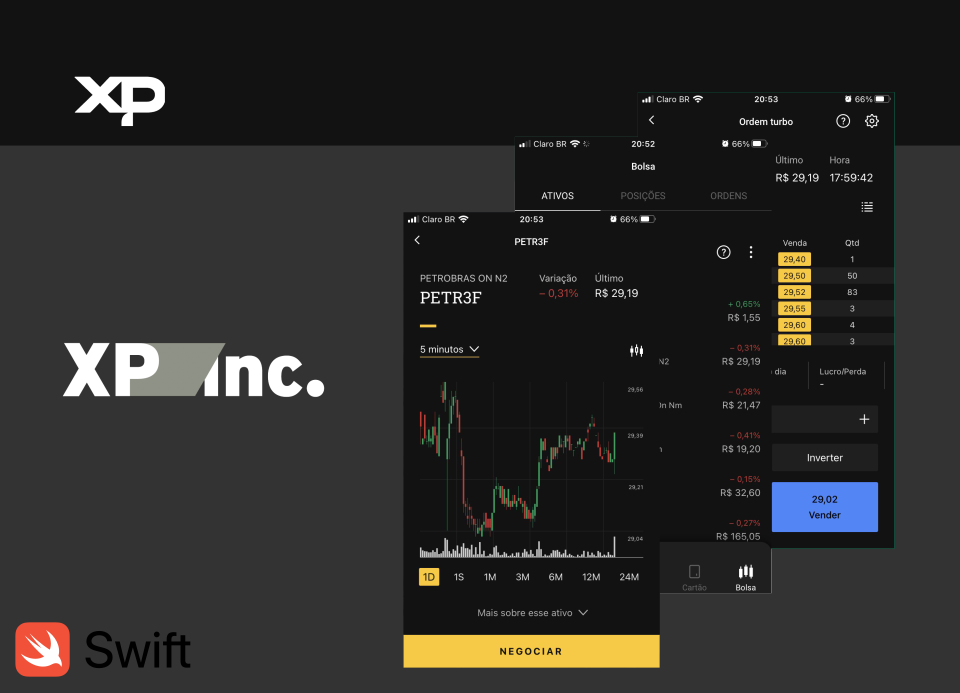 XP
XP inc.
Swift
Claro BR 20:53 66%
Ordem turbo
Último Hora
R$ 29,19 17:59:42
Venda Qtd
29,40 1
29,50 50
29,52 83
29,55 3
29,60 4
29,60 3
dia Lucro/Perda
-
+
Inverter
29,02
Vender
Claro BR 20:52 66%
Bolsa
ATIVOS POSIÇÕES ORDENS
+ 0,65%
R$ 1,55
– 0,31%
N2 R$ 29,19
– 0,28%
On Nm R$ 21,47
– 0,41%
R$ 19,20
– 0,15%
R$ 32,60
– 0,27%
R$ 165,05
Cartão Bolsa
Claro BR 20:53 66%
PETR3F
PETROBRAS ON N2 Variação Último
PETR3F – 0,31% R$ 29,19
5 minutos
29,56
29,39
29,21
29,04
1D 1S 1M 3M 6M 12M 24M
Mais sobre esse ativo
NEGOCIAR